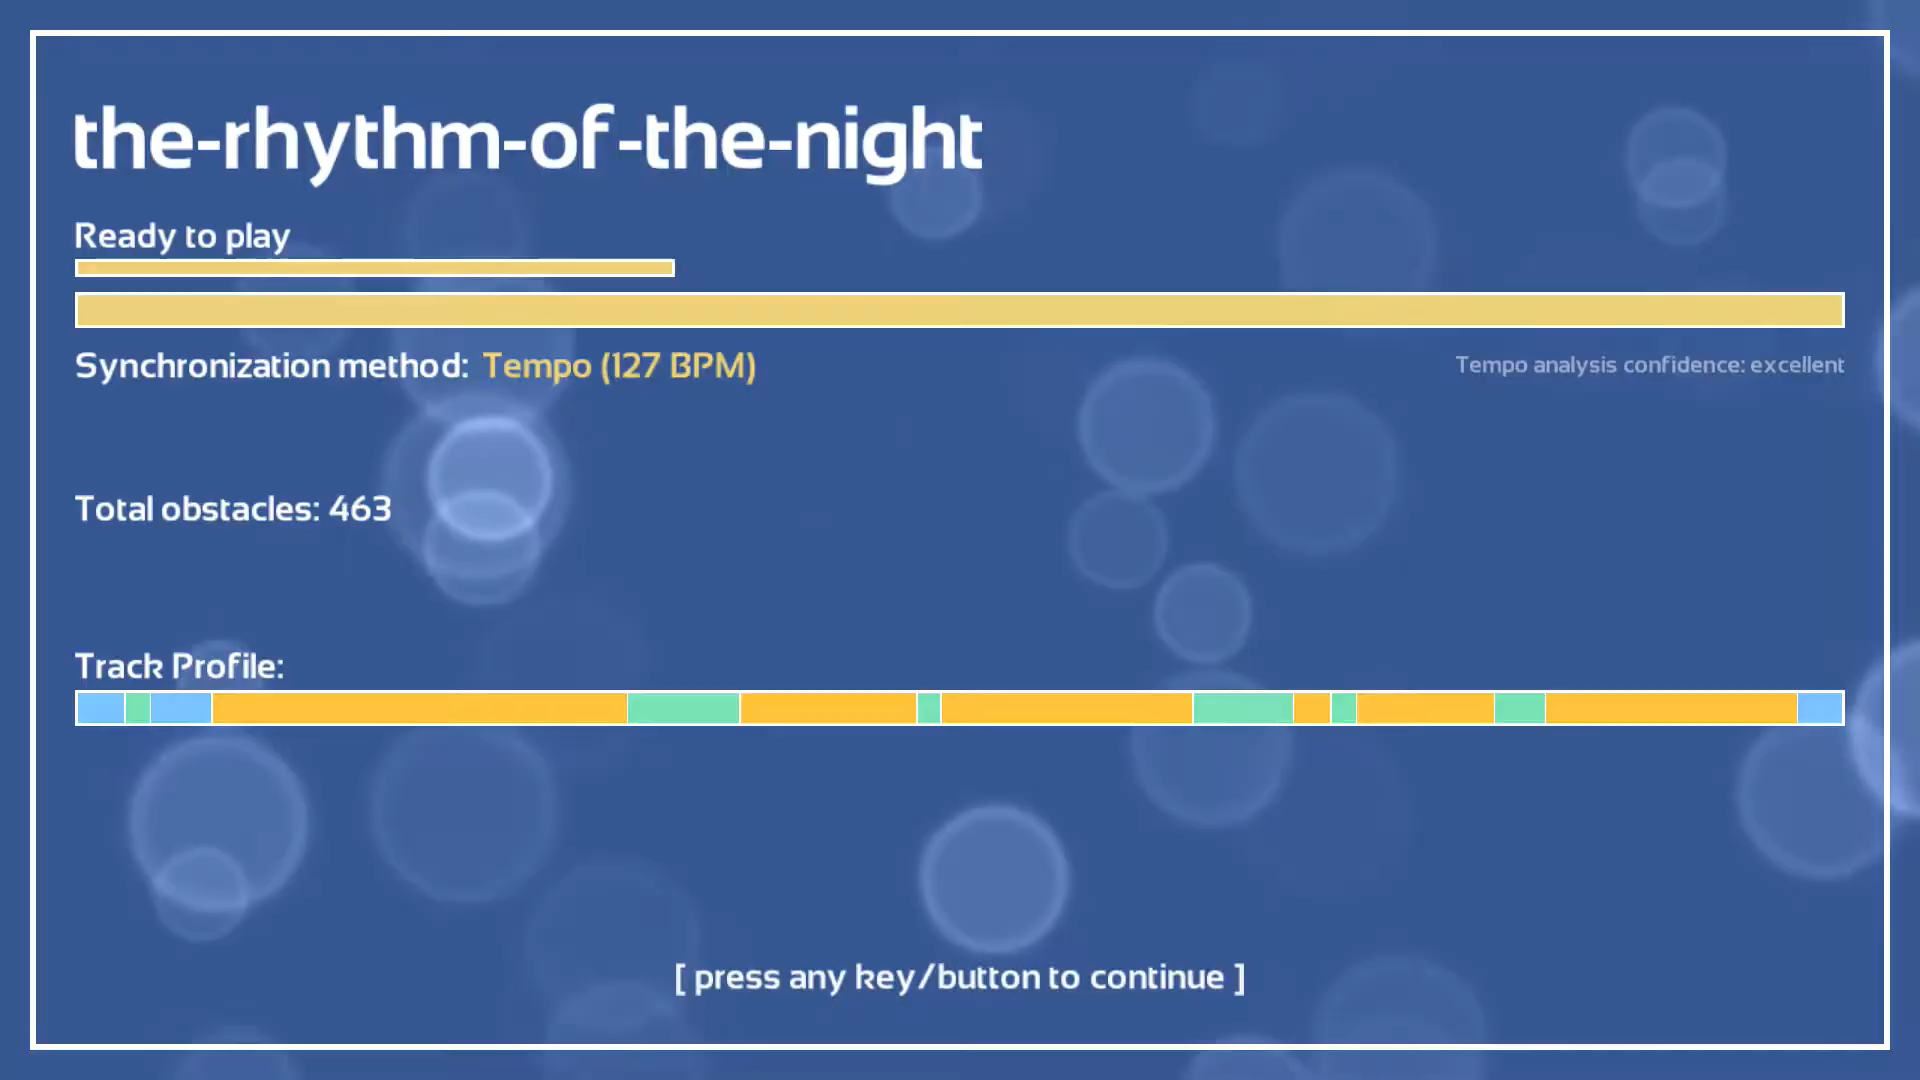 the-rhythm-of-the-night
Ready to play
Synchronization method: Tempo (127 BPM)
Tempo analysis confidence: excellent
Total obstacles: 463
Track Profile:
[ press any key/button to continue ]